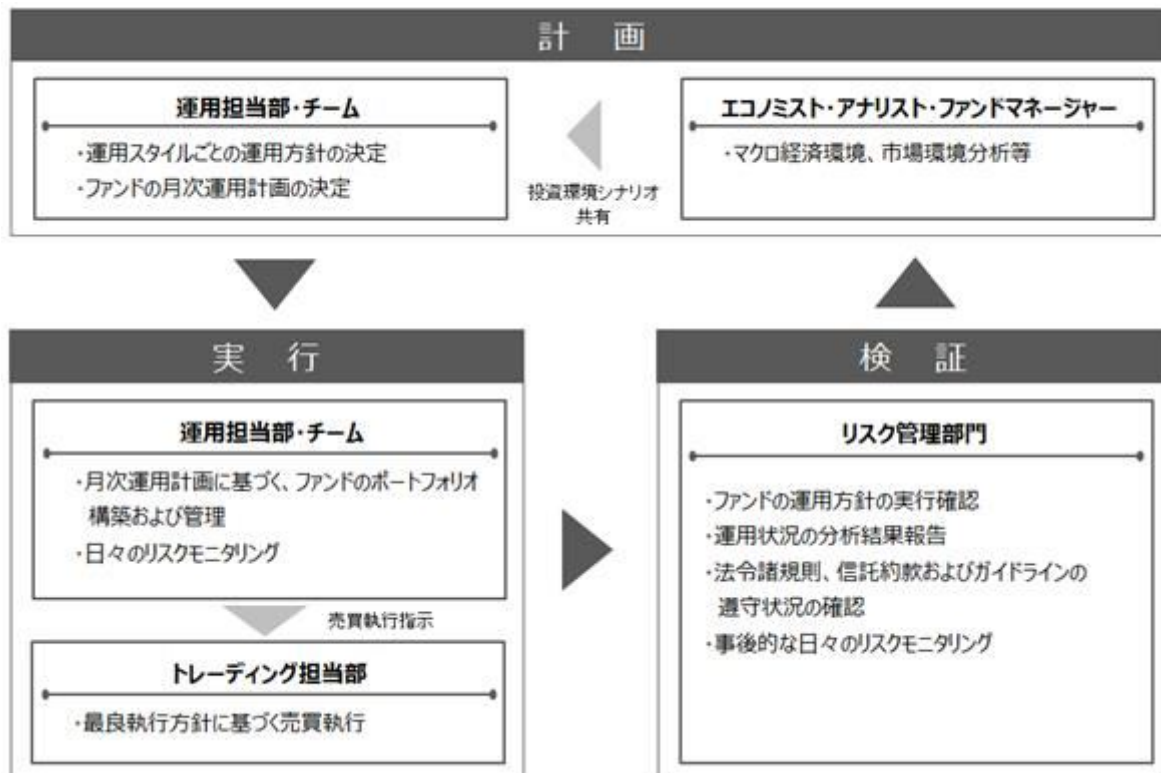 計 画
運用担当部・チーム
・運用スタイルごとの運用方針の決定
・ファンドの月次運用計画の決定
投資環境シナリオ
共有
エコノミスト・アナリスト・ファンドマネージャー
・マクロ経済環境、市場環境分析等
実 行
運用担当部・チーム
・月次運用計画に基づく、ファンドのポートフォリオ
構築および管理
・日々のリスクモニタリング
売買執行指示
トレーディング担当部
・最良執行方針に基づく売買執行
検 証
リスク管理部門
・ファンドの運用方針の実行確認
・運用状況の分析結果報告
・法令諸規則、信託約款およびガイドラインの
遵守状況の確認
・事後的な日々のリスクモニタリング